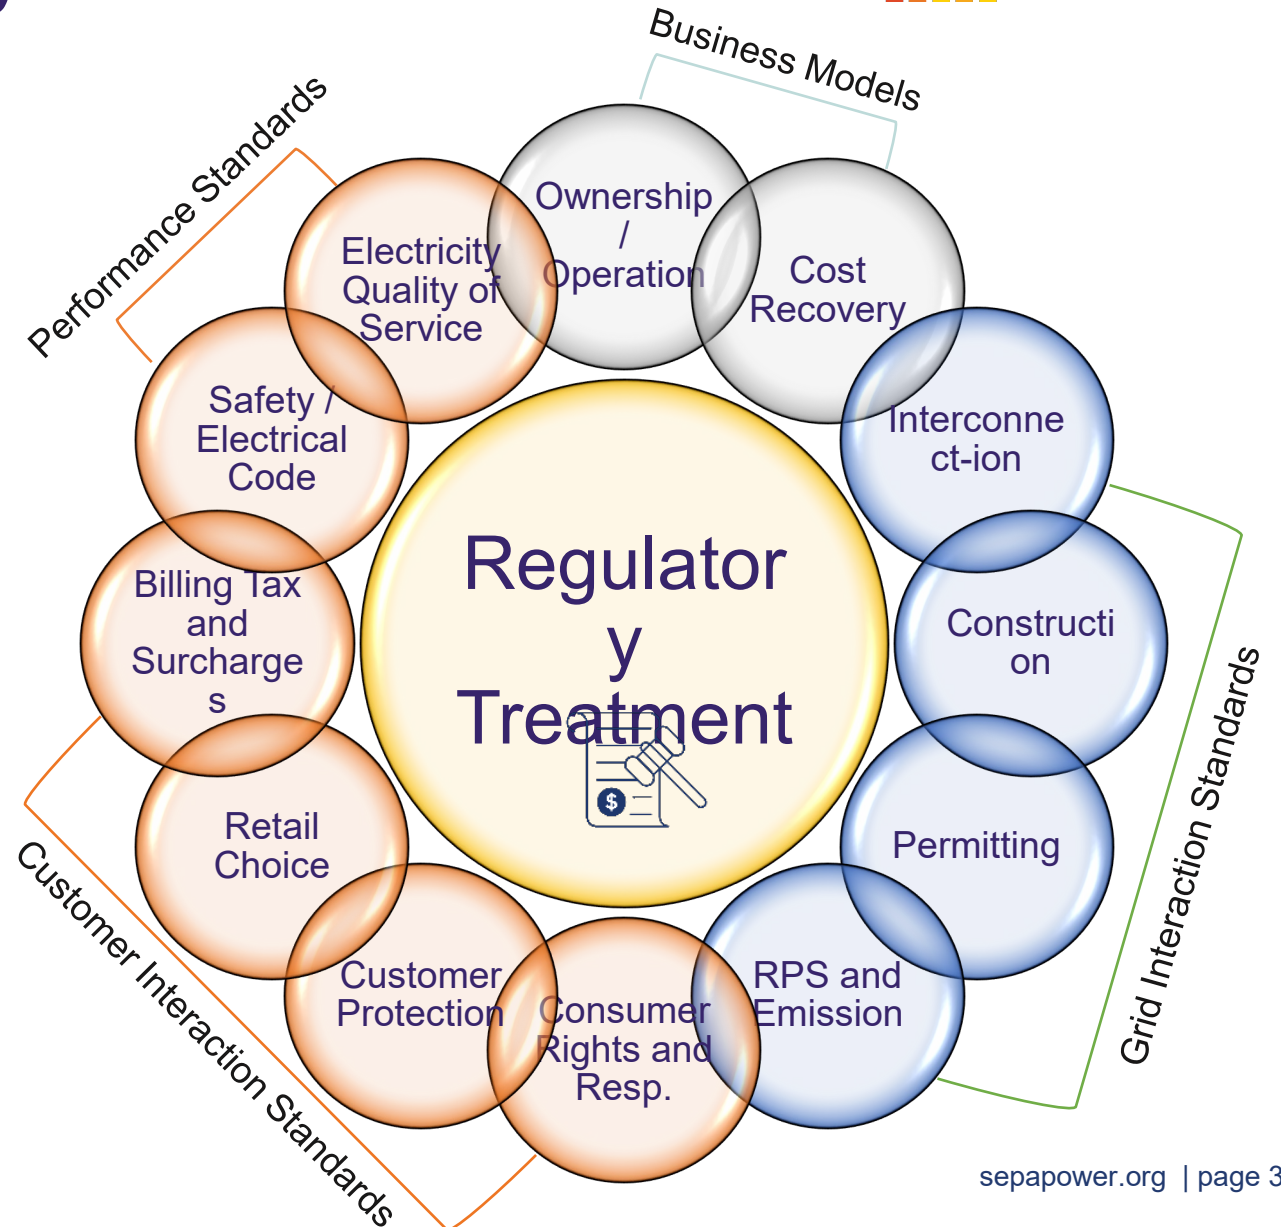 Business Models
Performance Standards
Ownership
/
Operation
Cost
Recovery
Electricity
Quality of
Service
Interconne
ct-ion
Safety /
Electrical
Code
Constructi
on
Billing Tax
and
Surcharge
s
Regulator
y
Treatment
$
Permitting
Retail
Choice
RPS and
Emission
Customer
Protection
Consumer
Rights and
Resp.
Grid Interaction Standards
Customer Interaction Standards
sepapower.org | page 3